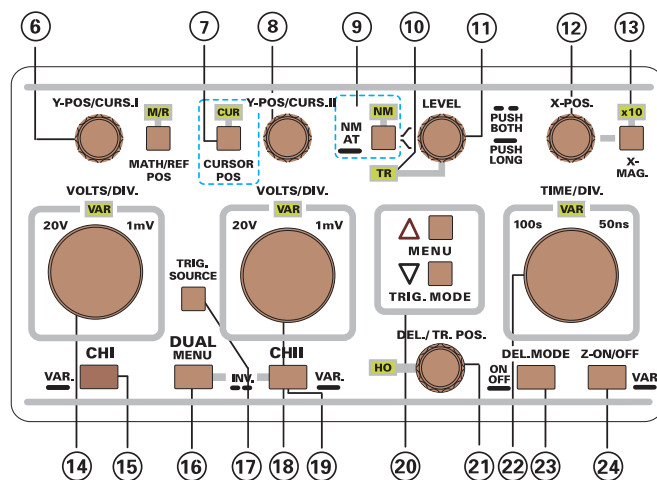 6 7 8 9 10 11 12 13
Y-POS/CURS.I
M/R
MATH/REF
POS
CUR
CURSOR
POS
Y-POS/CURS.II
NM
AT
NM
LEVEL
TR
PUSH
BOTH
PUSH
LONG
X-POS.
x10
X-
MAG.
VOLTS/DIV.
VAR
20V 1mV
TRIG.
SOURCE
VOLTS/DIV.
VAR
20V 1mV
MENU
TRIG. MODE
TIME/DIV.
VAR
100s 50ns
CHI
VAR.
DUAL
MENU
INV.
CHII
VAR.
DEL./ TR. POS.
HO
ON
OFF
DEL.MODE
Z-ON/OFF
VAR
14 15 16 17 18 19 20 21 22 23 24